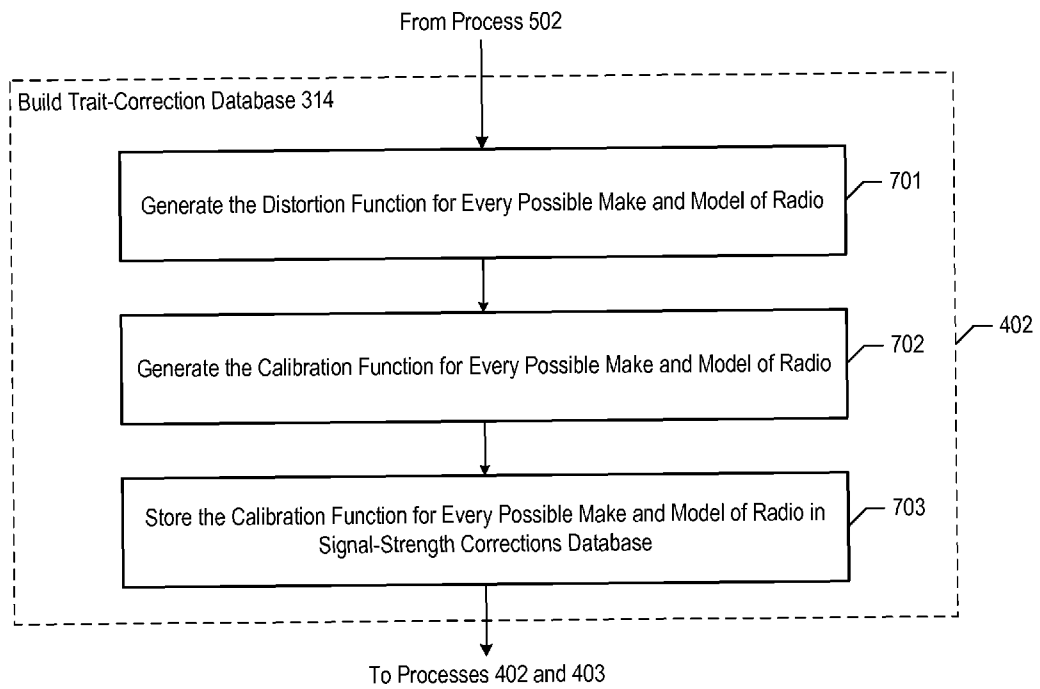 From Process 502
Build Trait-Correction Database 314
Generate the Distortion Function for Every Possible Make and Model of Radio
701
402
Generate the Calibration Function for Every Possible Make and Model of Radio
702
Store the Calibration Function for Every Possible Make and Model of Radio in
Signal-Strength Corrections Database
703
To Processes 402 and 403